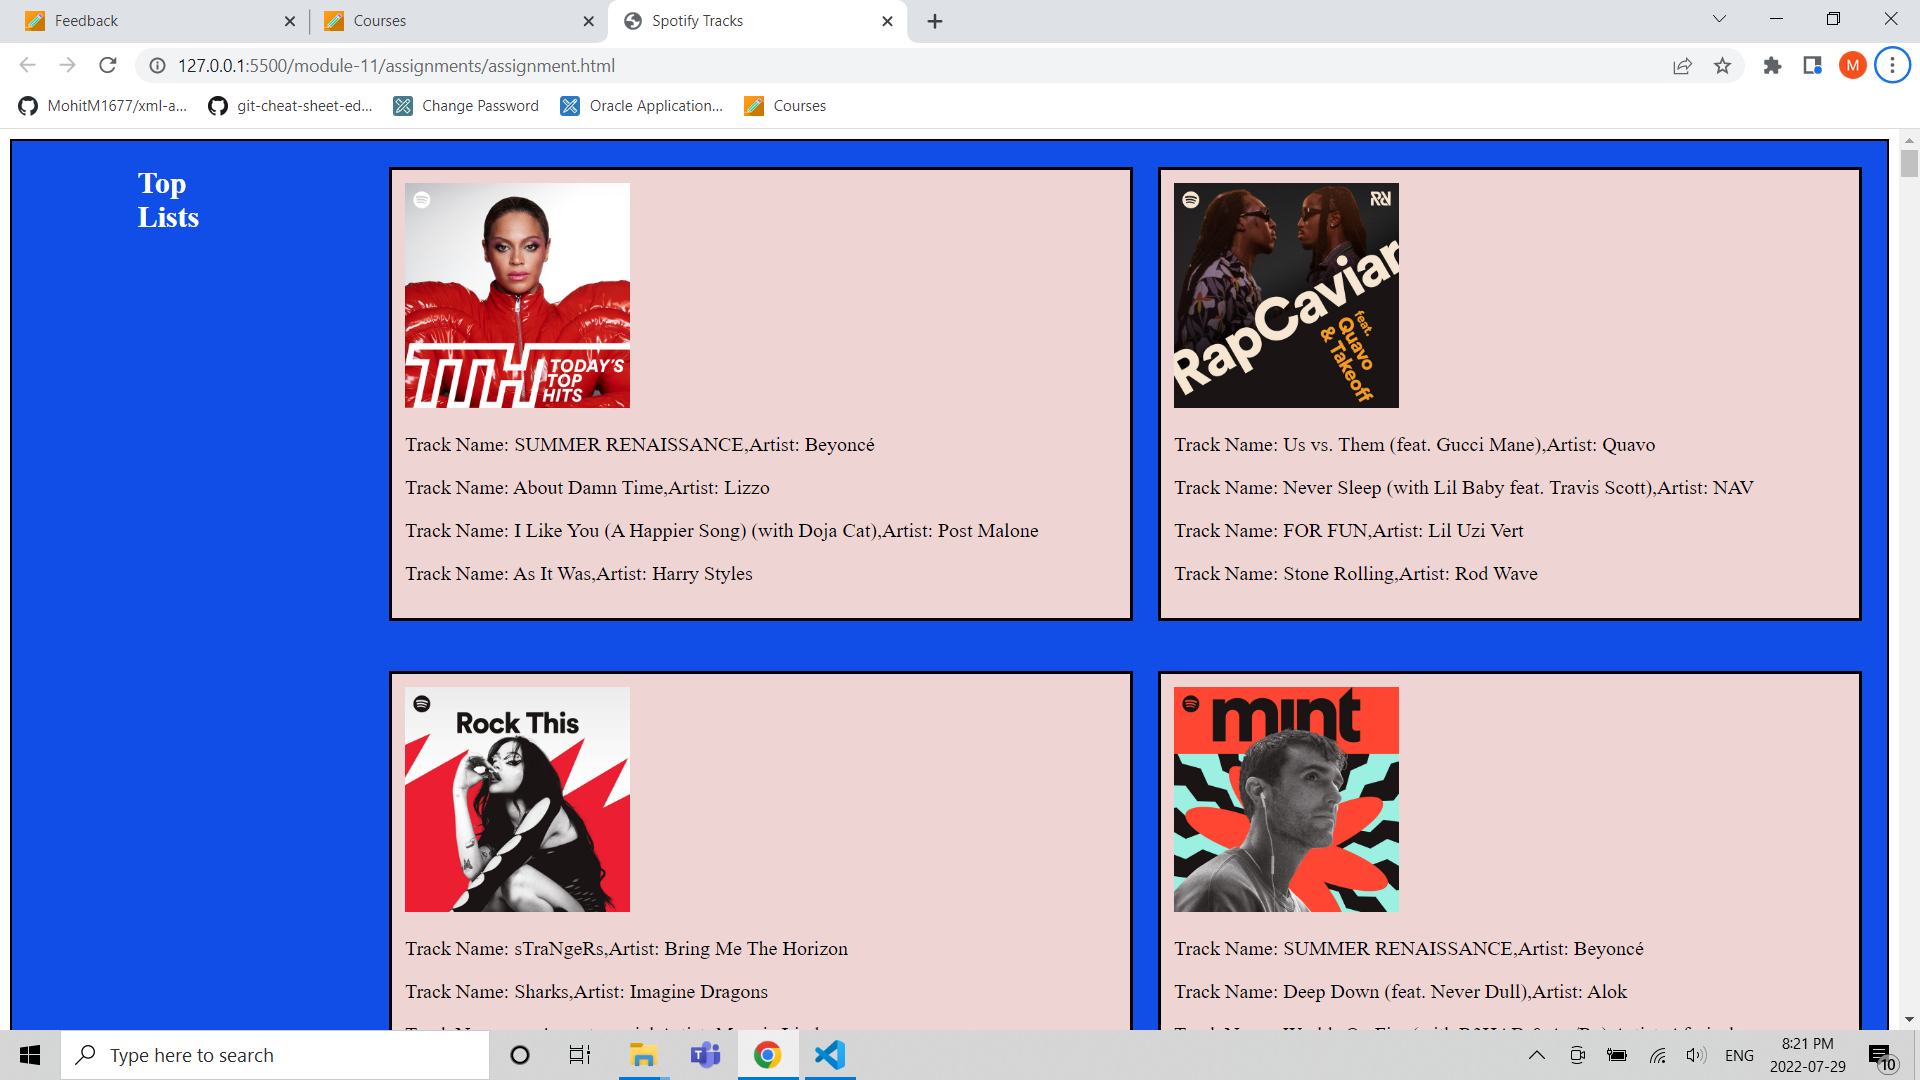 Feedback
Courses
Spotify Tracks
127.0.0.1:5500/module-11/assignments/assignment.html
M
MohitM1677/xml-a...
git-cheat-sheet-ed...
Change Password
Oracle Application...
Courses
Top
Lists
TTH TODAY'S
TOP
HITS
Track Name: SUMMER RENAISSANCE,Artist: Beyoncé
Track Name: About Damn Time,Artist: Lizzo
Track Name: I Like You (A Happier Song) (with Doja Cat),Artist: Post Malone
Track Name: As It Was,Artist: Harry Styles
RapCaviar
feat.
Quavo
& Takeoff
Track Name: Us vs. Them (feat. Gucci Mane),Artist: Quavo
Track Name: Never Sleep (with Lil Baby feat. Travis Scott),Artist: NAV
Track Name: FOR FUN,Artist: Lil Uzi Vert
Track Name: Stone Rolling,Artist: Rod Wave
Rock This
Track Name: sTraNgeRs,Artist: Bring Me The Horizon
Track Name: Sharks,Artist: Imagine Dragons
mint
Track Name: SUMMER RENAISSANCE,Artist: Beyoncé
Track Name: Deep Down (feat. Never Dull),Artist: Alok
Type here to search
ENG
8:21 PM
2022-07-29
10